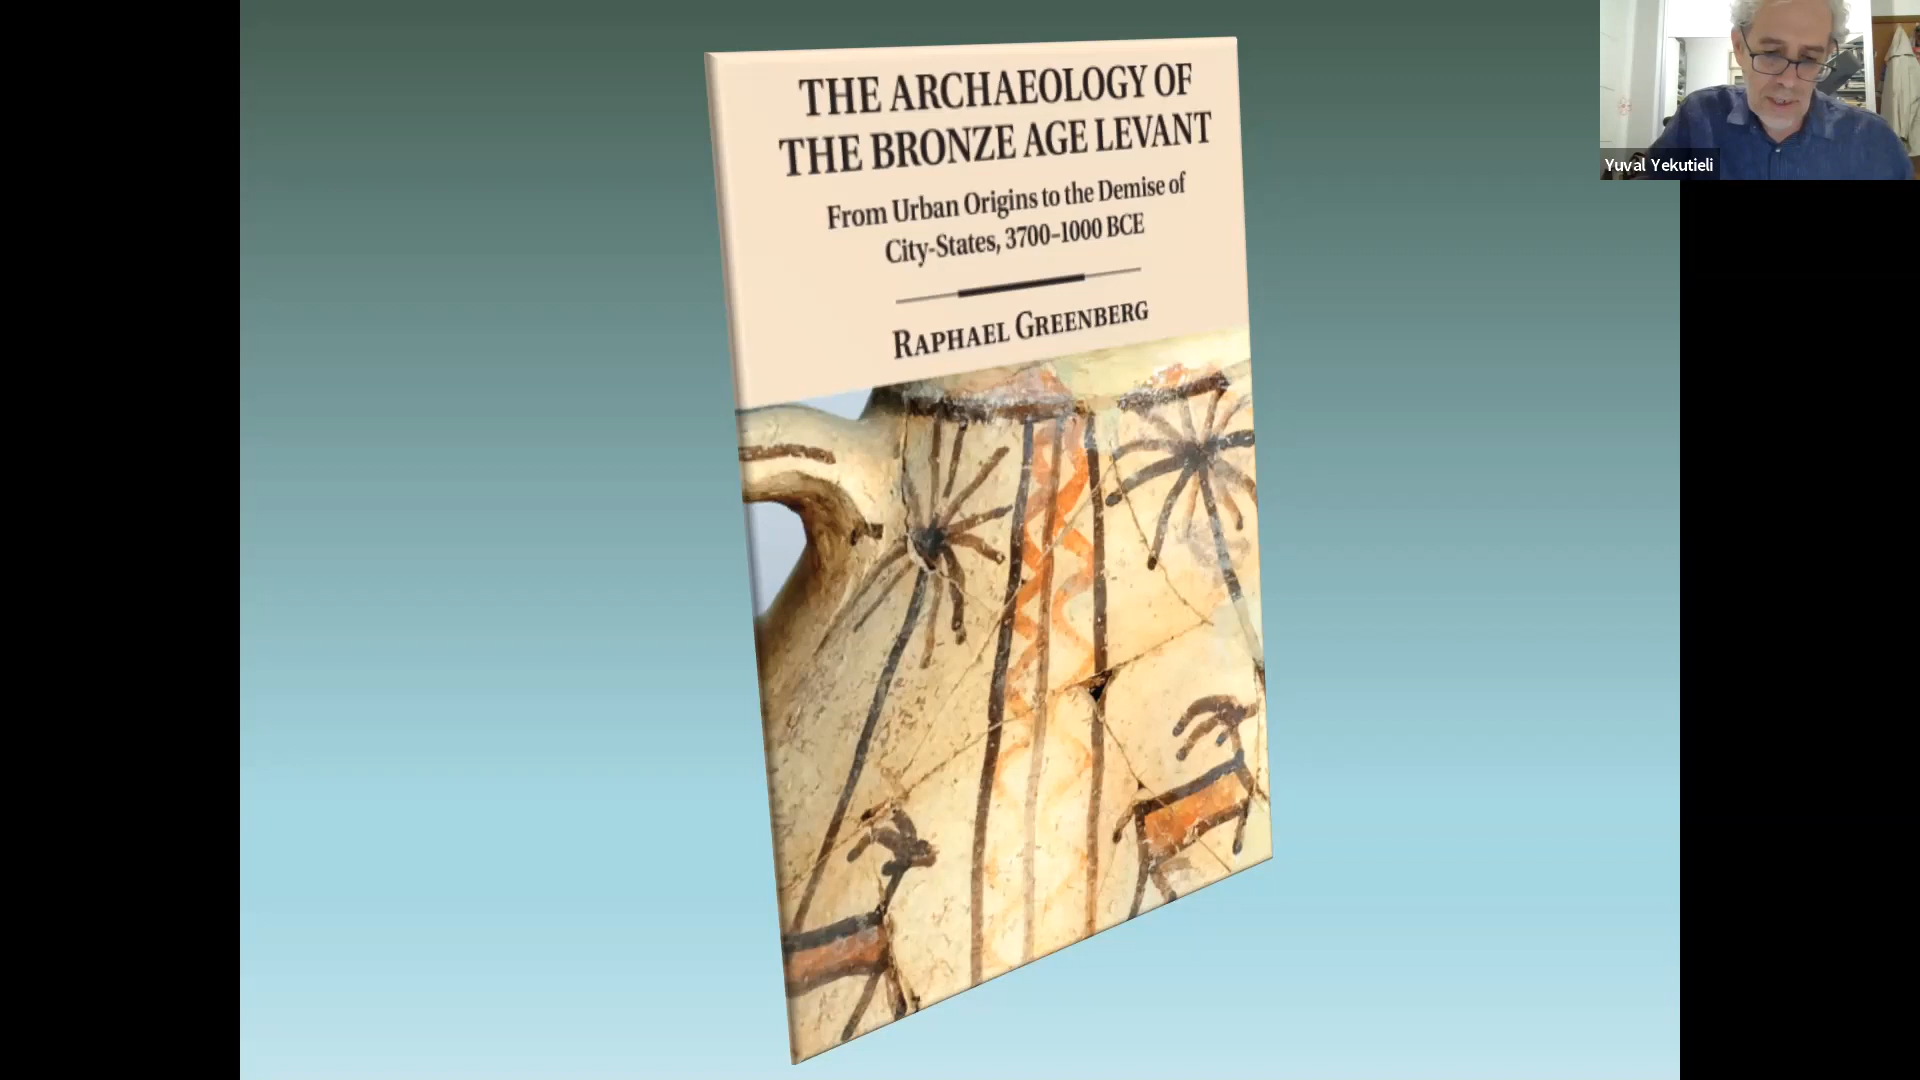 THE ARCHAEOLOGY OF
THE BRONZE AGE LEVANT
From Urban Origins to the Demise of
City-States, 3700–1000 BCE
RAPHAEL GREENBERG
Yuval Yekutieli